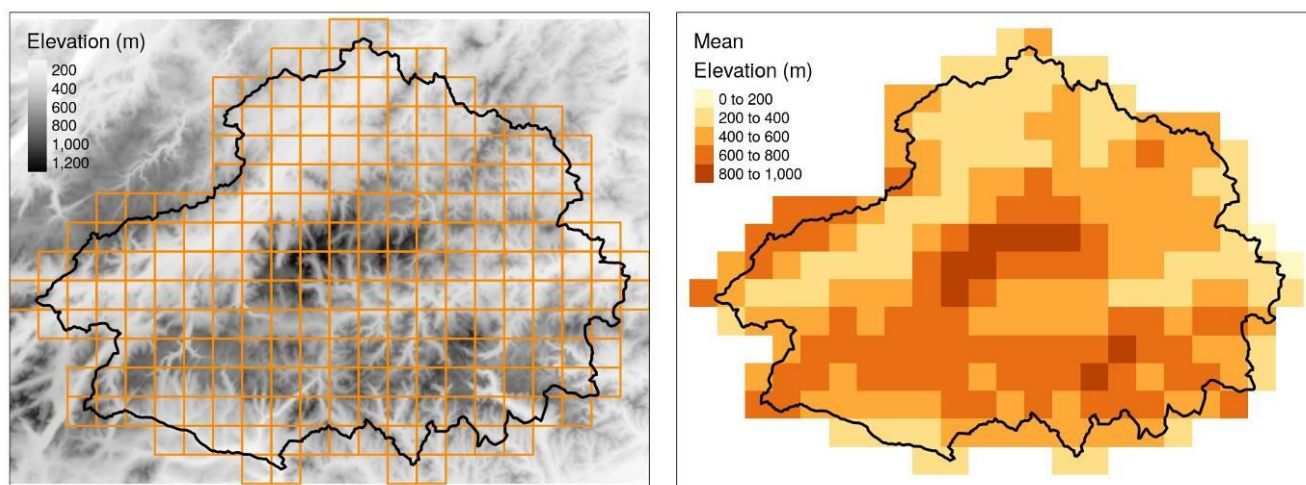 Elevation (m)
200
400
600
800
1,000
1,200
Mean
Elevation (m)
0 to 200
200 to 400
400 to 600
600 to 800
800 to 1,000